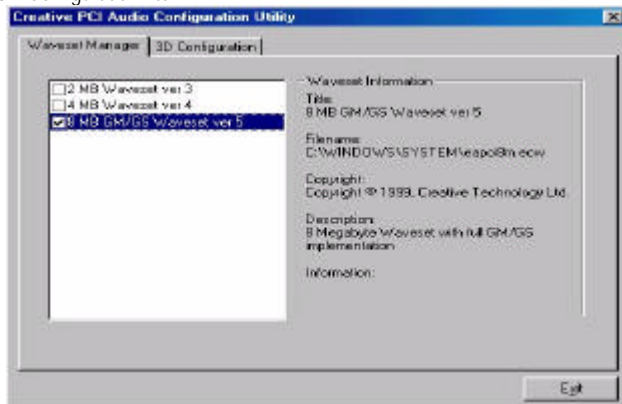 Creative PCI Audio Configuration Utility
Waveset Manager
3D Configuration
2 MB Waveset ver 3
4 MB Waveset ver 4
8 MB GM/GS Waveset ver 5
Waveset Information
Title:
8 MB GM/GS Waveset ver 5
Filename:
C:\WINDOWS\SYSTEM\eapci8m.ecw
Copyright:
Copyright © 1999, Creative Technology Ltd.
Description:
8 Megabyte Waveset with full GM/GS
implementation
Information:
Exit